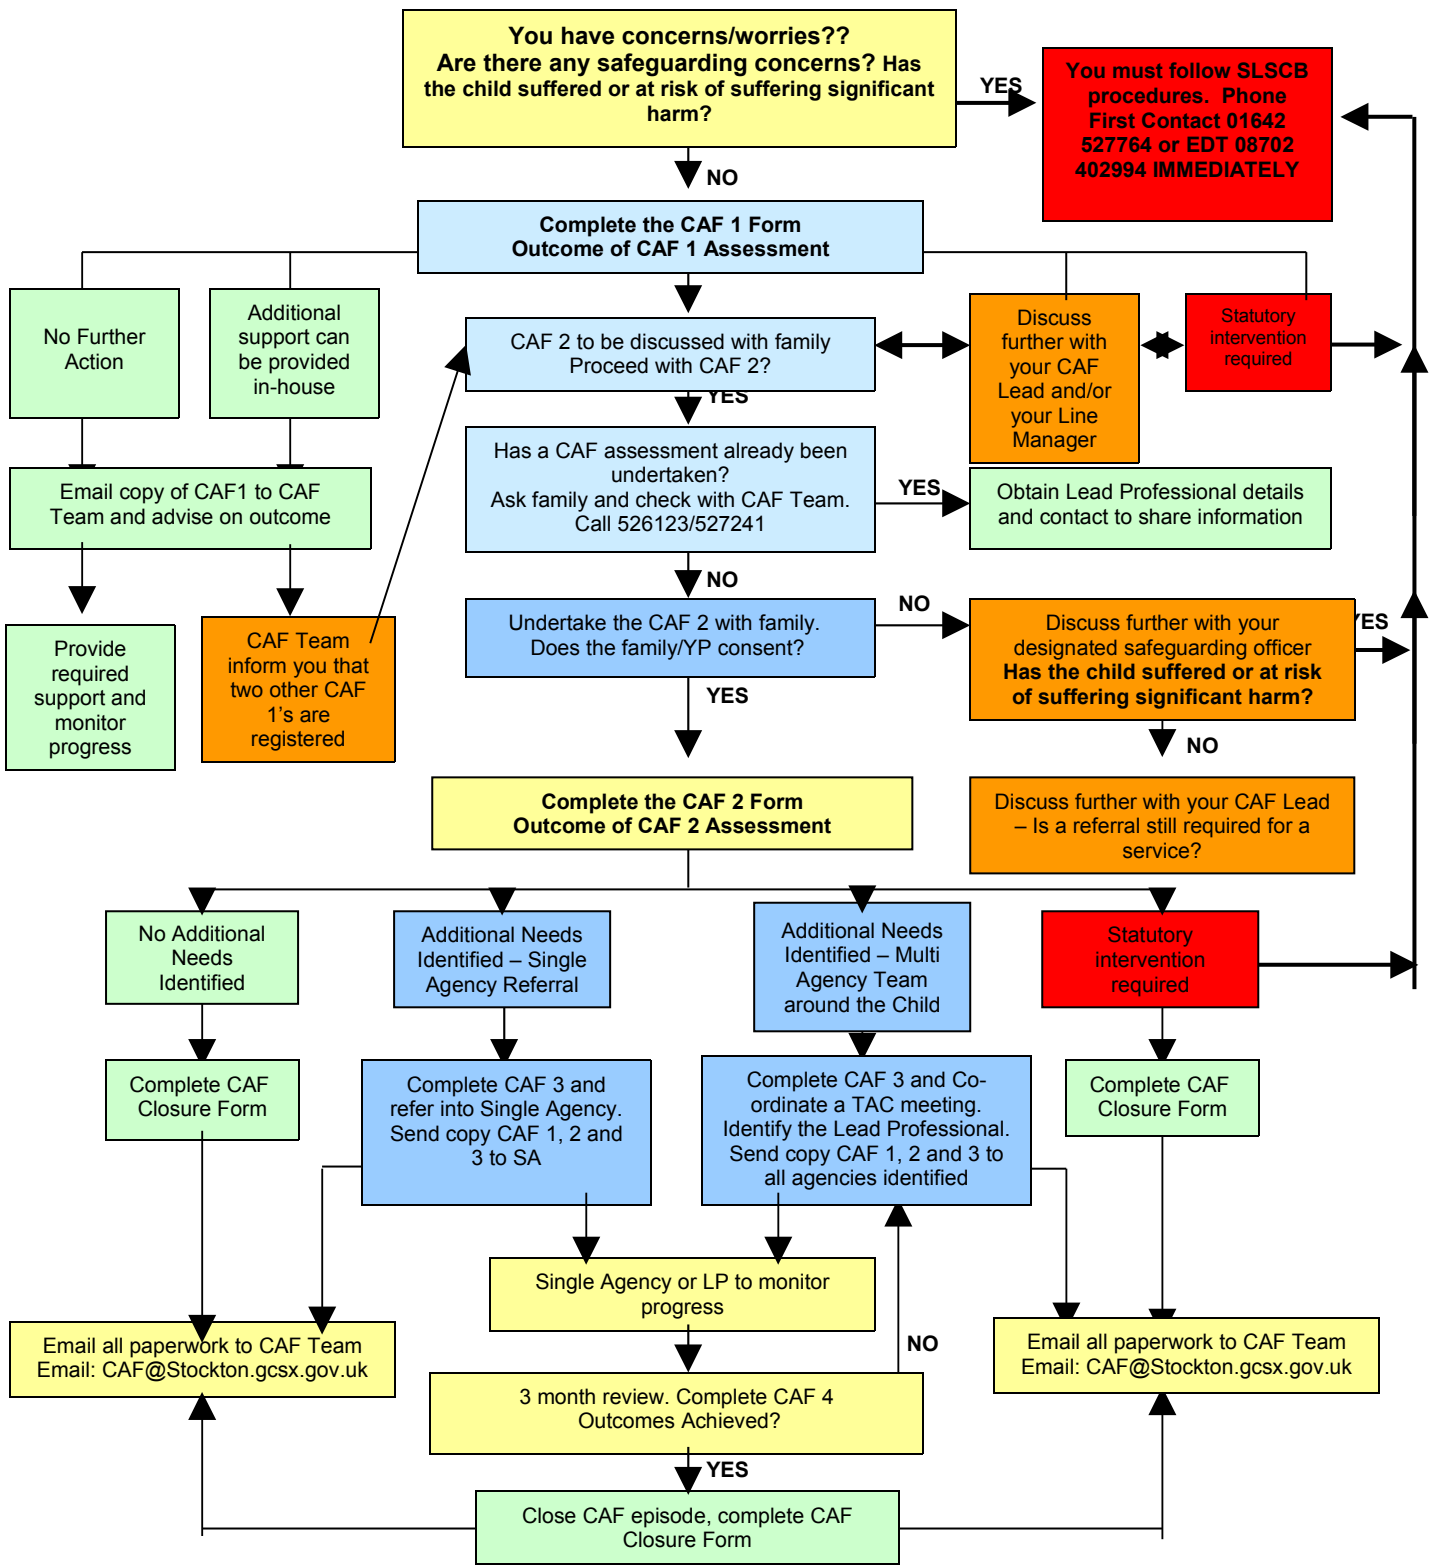 You have concerns/worries??
Are there any safeguarding concerns? Has
the child suffered or at risk of suffering significant
harm?
YES
You must follow SLSCB
procedures. Phone
First Contact 01642
527764 or EDT 08702
402994 IMMEDIATELY
NO
Complete the CAF 1 Form
Outcome of CAF 1 Assessment
No Further
Action
Additional
support can
be provided
in-house
CAF 2 to be discussed with family
Proceed with CAF 2?
Discuss
further with
your CAF
Lead and/or
your Line
Manager
Statutory
intervention
required
YES
Email copy of CAF1 to CAF
Team and advise on outcome
Has a CAF assessment already been
undertaken?
Ask family and check with CAF Team.
Call 526123/527241
YES
Obtain Lead Professional details
and contact to share information
NO
Provide
required
support and
monitor
progress
CAF Team
inform you that
two other CAF
1's are
registered
Undertake the CAF 2 with family.
Does the family/YP consent?
NO
Discuss further with your
designated safeguarding officer
Has the child suffered or at risk
of suffering significant harm?
YES
YES
NO
Complete the CAF 2 Form
Outcome of CAF 2 Assessment
Discuss further with your CAF Lead
– Is a referral still required for a
service?
No Additional
Needs
Identified
Additional Needs
Identified – Single
Agency Referral
Additional Needs
Identified – Multi
Agency Team
around the Child
Statutory
intervention
required
Complete CAF
Closure Form
Complete CAF 3 and
refer into Single Agency.
Send copy CAF 1, 2 and
3 to SA
Complete CAF 3 and Co-
ordinate a TAC meeting.
Identify the Lead Professional.
Send copy CAF 1, 2 and 3 to
all agencies identified
Complete CAF
Closure Form
Single Agency or LP to monitor
progress
Email all paperwork to CAF Team
Email: CAF@Stockton.gcsx.gov.uk
NO
Email all paperwork to CAF Team
Email: CAF@Stockton.gcsx.gov.uk
3 month review. Complete CAF 4
Outcomes Achieved?
YES
Close CAF episode, complete CAF
Closure Form